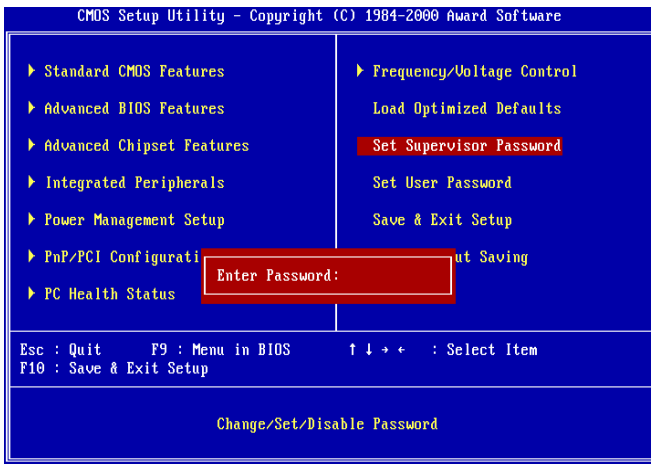 CMOS Setup Utility - Copyright (C) 1984-2000 Award Software
Standard CMOS Features
Advanced BIOS Features
Advanced Chipset Features
Integrated Peripherals
Power Management Setup
PnP/PCI
PC Health Status
Frequency/Voltage Control
Load Optimized Defaults
Set Supervisor Password
Set User Password
Save & Exit Setup
Saving
Enter Password:
Esc : Quit F9 : Menu in BIOS ↑ ↓ → ← : Select Item
F10 : Save & Exit Setup
Change/Set/Disable Password